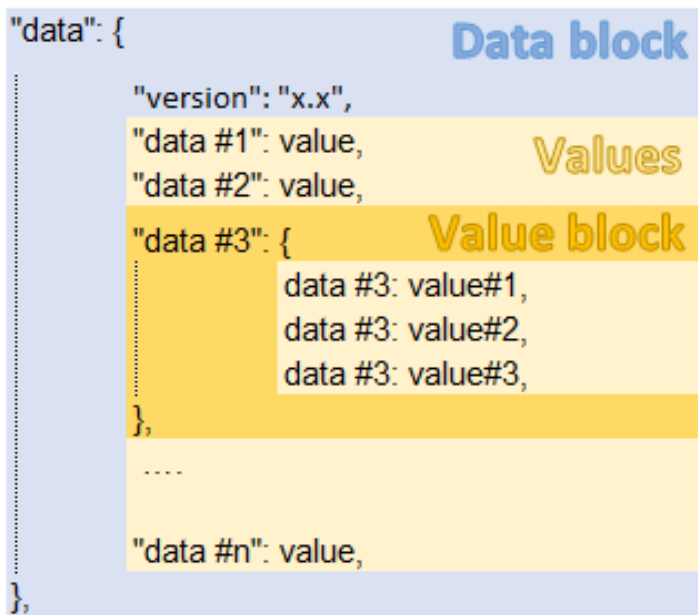 "data": {
Data block
"version": "x.x",
"data #1": value,
Values
"data #2": value,
"data #3": {
Value block
data #3: value#1,
data #3: value#2,
data #3: value#3,
},
....
"data #n": value,
},